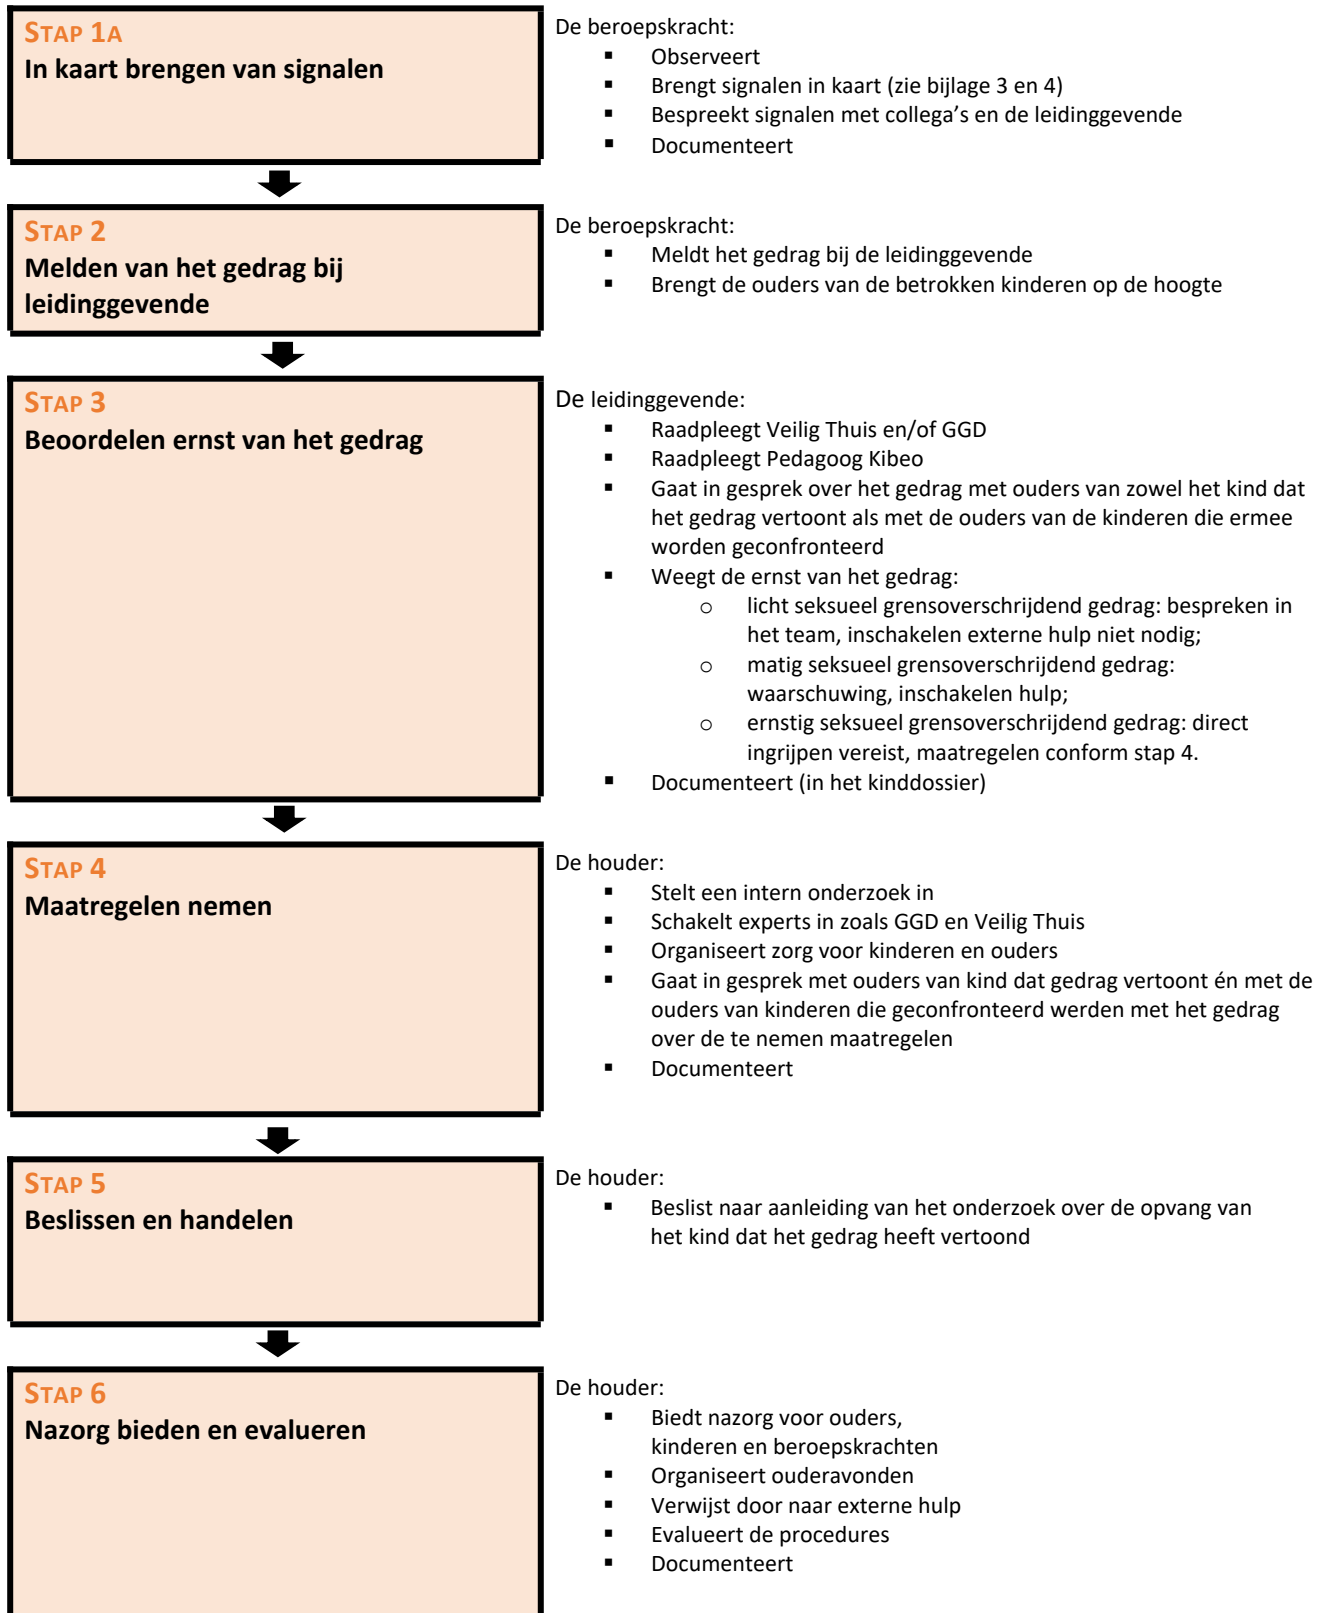 STAP 1A
In kaart brengen van signalen
De beroepskracht:
▪ Observeert
▪ Brengt signalen in kaart (zie bijlage 3 en 4)
▪ Bespreekt signalen met collega’s en de leidinggevende
▪ Documenteert
STAP 2
Melden van het gedrag bij
leidinggevende
De beroepskracht:
▪ Meldt het gedrag bij de leidinggevende
▪ Brengt de ouders van de betrokken kinderen op de hoogte
STAP 3
Beoordelen ernst van het gedrag
De leidinggevende:
▪ Raadpleegt Veilig Thuis en/of GGD
▪ Raadpleegt Pedagoog Kibeo
▪ Gaat in gesprek over het gedrag met ouders van zowel het kind dat
het gedrag vertoont als met de ouders van de kinderen die ermee
worden geconfronteerd
▪ Weegt de ernst van het gedrag:
o licht seksueel grensoverschrijdend gedrag: bespreken in
het team, inschakelen externe hulp niet nodig;
o matig seksueel grensoverschrijdend gedrag:
waarschuwing, inschakelen hulp;
o ernstig seksueel grensoverschrijdend gedrag: direct
ingrijpen vereist, maatregelen conform stap 4.
▪ Documenteert (in het kinddossier)
STAP 4
Maatregelen nemen
De houder:
▪ Stelt een intern onderzoek in
▪ Schakelt experts in zoals GGD en Veilig Thuis
▪ Organiseert zorg voor kinderen en ouders
▪ Gaat in gesprek met ouders van kind dat gedrag vertoont én met de
ouders van kinderen die geconfronteerd werden met het gedrag
over de te nemen maatregelen
▪ Documenteert
STAP 5
Beslissen en handelen
De houder:
▪ Beslist naar aanleiding van het onderzoek over de opvang van
het kind dat het gedrag heeft vertoond
STAP 6
Nazorg bieden en evalueren
De houder:
▪ Biedt nazorg voor ouders,
kinderen en beroepskrachten
▪ Organiseert ouderavonden
▪ Verwijst door naar externe hulp
▪ Evalueert de procedures
▪ Documenteert